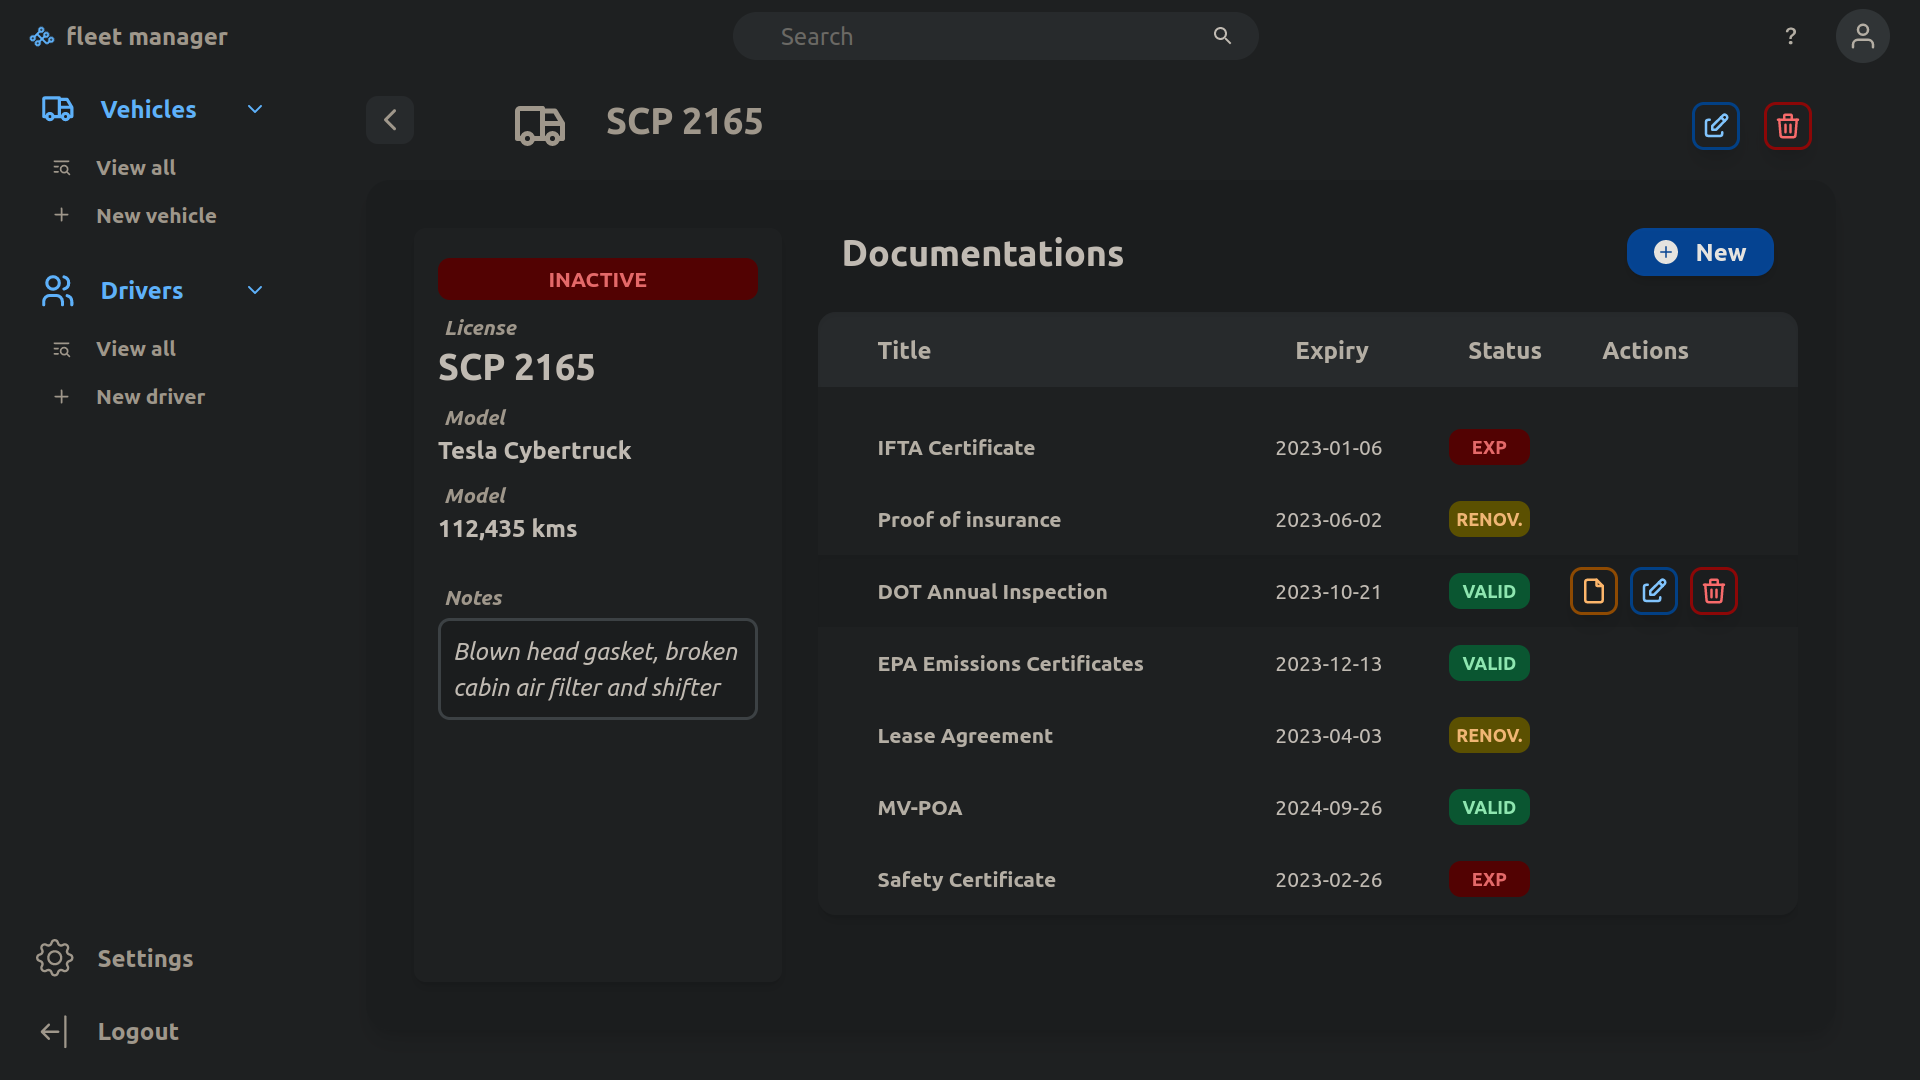 fleet manager
Search
?
Vehicles
View all
New vehicle
Drivers
View all
New driver
Settings
Logout
SCP 2165
INACTIVE
License
SCP 2165
Model
Tesla Cybertruck
Model
112,435 kms
Notes
Blown head gasket, broken
cabin air filter and shifter
Documentations
New
Title Expiry Status Actions
IFTA Certificate 2023-01-06 EXP
Proof of insurance 2023-06-02 RENOV.
DOT Annual Inspection 2023-10-21 VALID
EPA Emissions Certificates 2023-12-13 VALID
Lease Agreement 2023-04-03 RENOV.
MV-POA 2024-09-26 VALID
Safety Certificate 2023-02-26 EXP